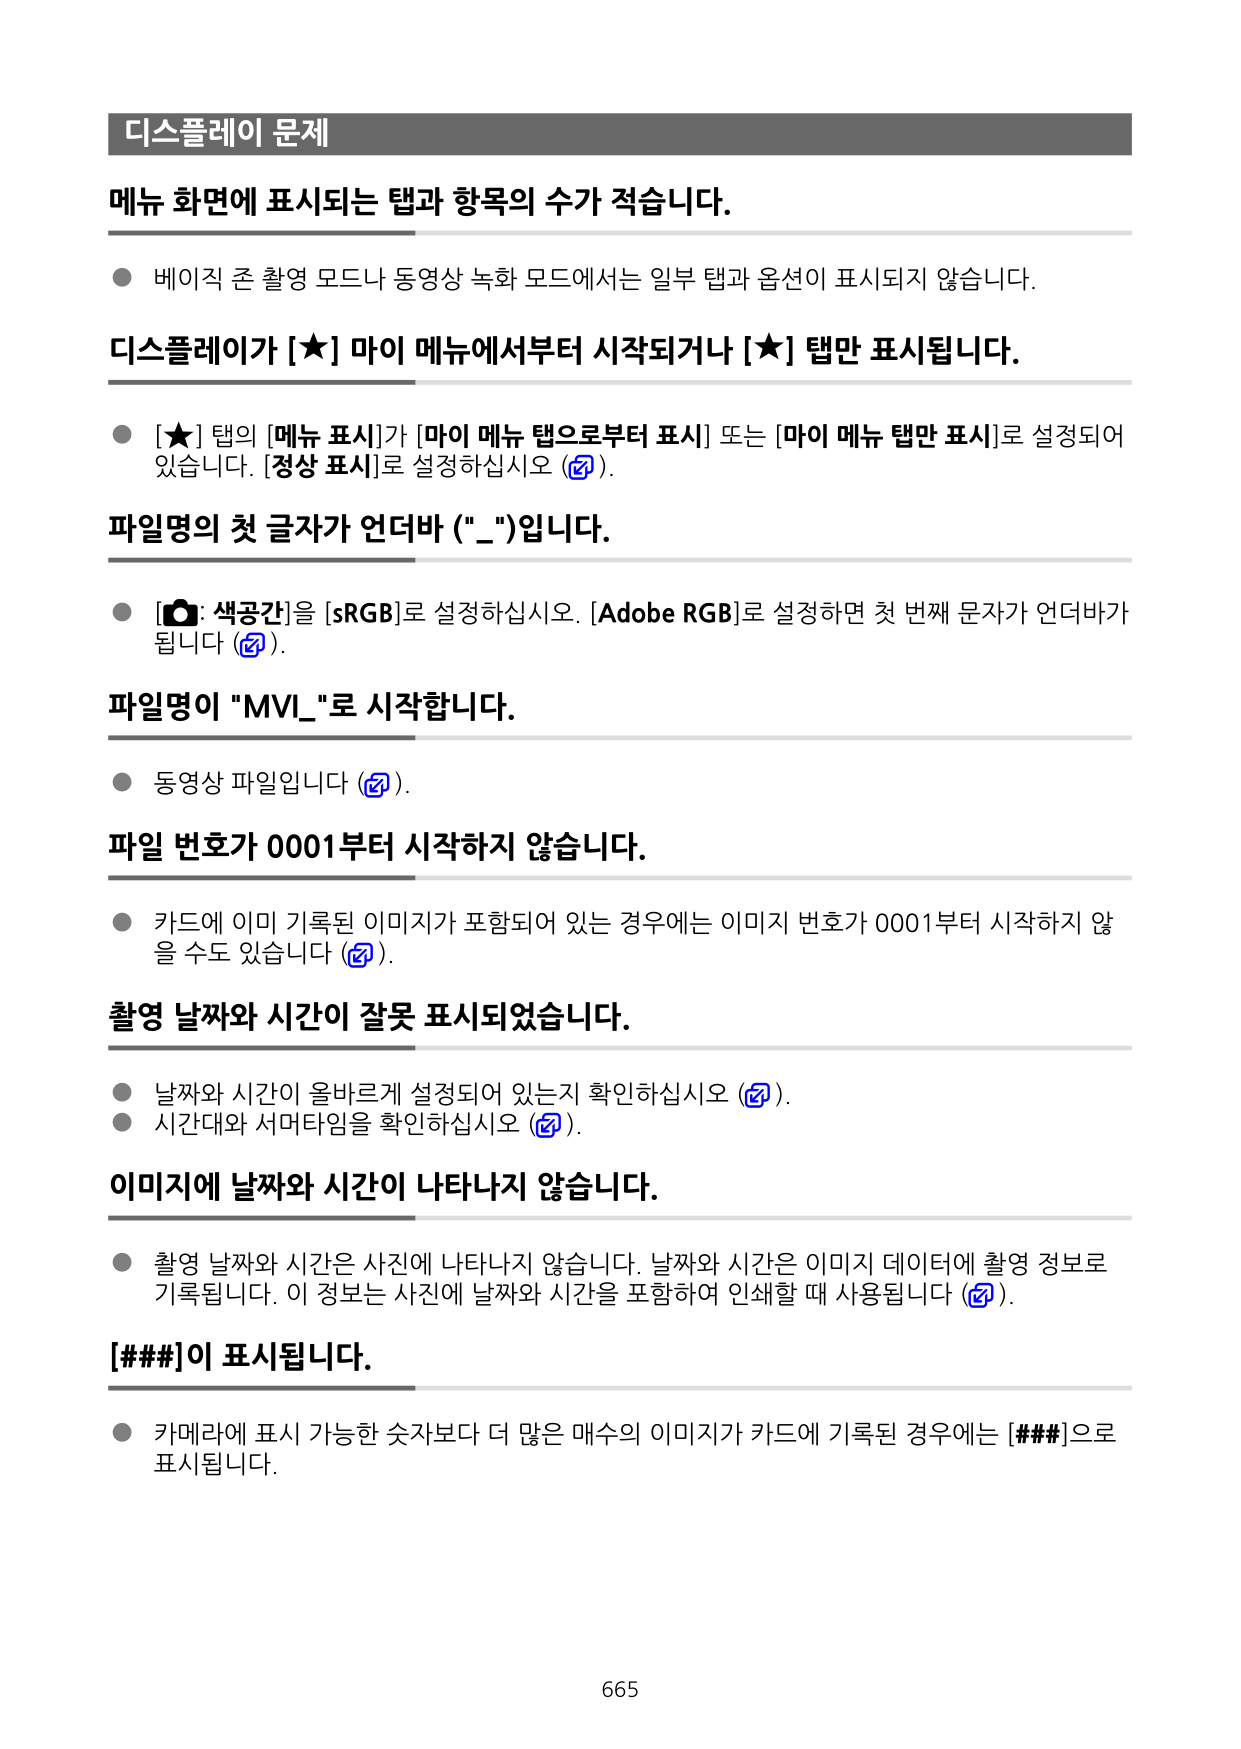 디스플레이 문제
메뉴 화면에 표시되는 탭과 항목의 수가 적습니다.
● 베이직 존 촬영 모드나 동영상 녹화 모드에서는 일부 탭과 옵션이 표시되지 않습니다.
디스플레이가 [★] 마이 메뉴에서부터 시작되거나 [★] 탭만 표시됩니다.
● [★] 탭의 [메뉴 표시]가 [마이 메뉴 탭으로부터 표시] 또는 [마이 메뉴 탭만 표시]로 설정되어
있습니다. [정상 표시]로 설정하십시오 ( ).
파일명의 첫 글자가 언더바 ("_")입니다.
● [ : 색공간]을 [sRGB]로 설정하십시오. [Adobe RGB]로 설정하면 첫 번째 문자가 언더바가
됩니다 ( ).
파일명이 "MVI_"로 시작합니다.
● 동영상 파일입니다 ( ).
파일 번호가 0001부터 시작하지 않습니다.
● 카드에 이미 기록된 이미지가 포함되어 있는 경우에는 이미지 번호가 0001부터 시작하지 않
을 수도 있습니다 ( ).
촬영 날짜와 시간이 잘못 표시되었습니다.
● 날짜와 시간이 올바르게 설정되어 있는지 확인하십시오 ( ).
● 시간대와 서머타임을 확인하십시오 ( ).
이미지에 날짜와 시간이 나타나지 않습니다.
● 촬영 날짜와 시간은 사진에 나타나지 않습니다. 날짜와 시간은 이미지 데이터에 촬영 정보로
기록됩니다. 이 정보는 사진에 날짜와 시간을 포함하여 인쇄할 때 사용됩니다 ( ).
[###]이 표시됩니다.
● 카메라에 표시 가능한 숫자보다 더 많은 매수의 이미지가 카드에 기록된 경우에는 [###]으로
표시됩니다.
665